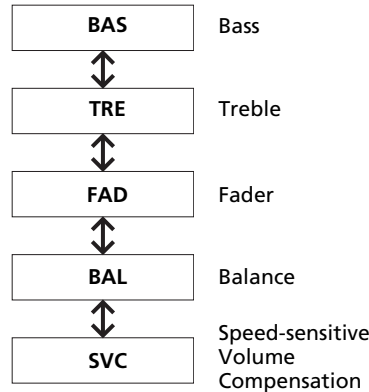 BAS Bass
TRE Treble
FAD Fader
BAL Balance
SVC Speed-sensitive
Volume
Compensation